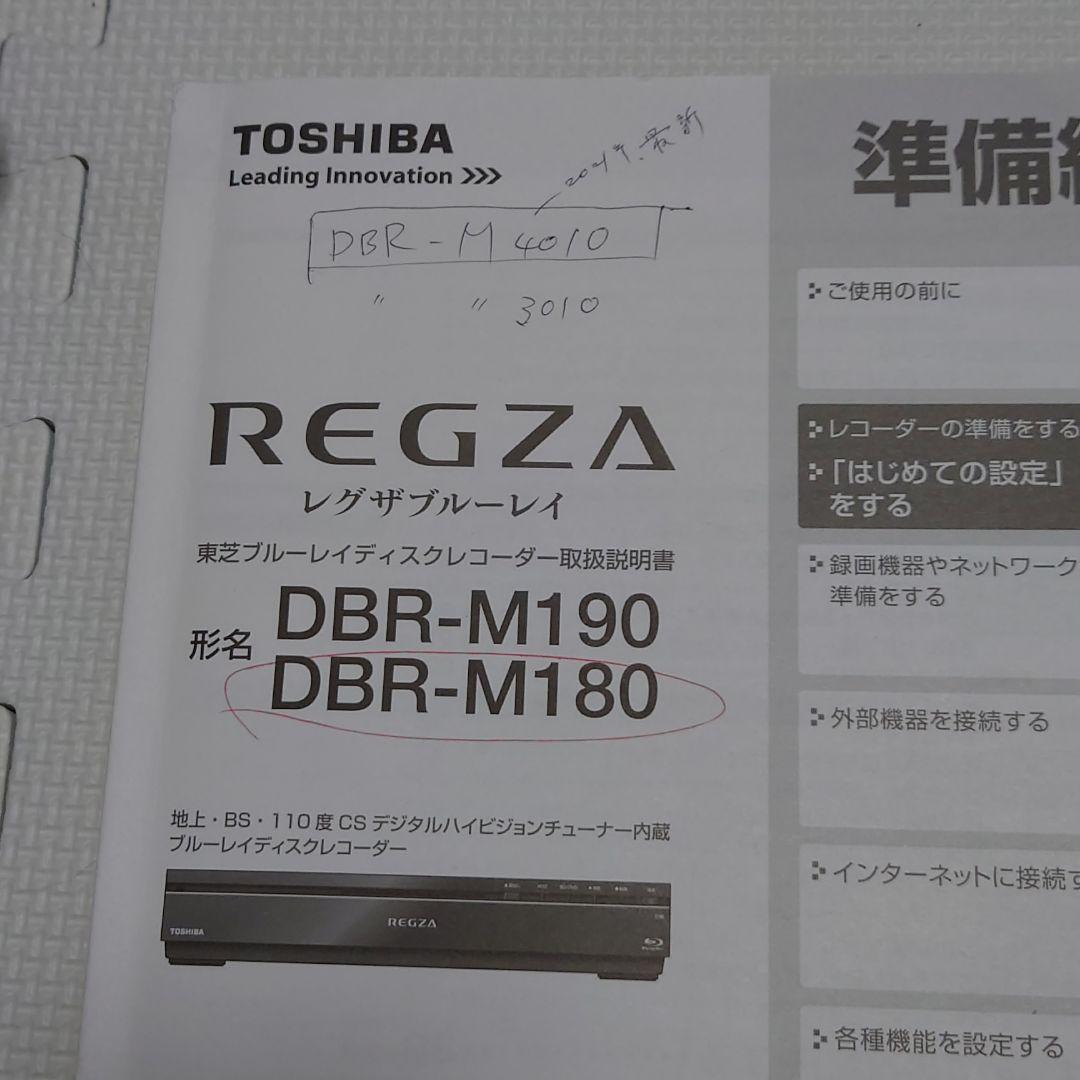 TOSHIBA
Leading Innovation >>>
2021年、最新
DBR-M4010
〃 〃 3010
REGZA
レグザブルーレイ
東芝ブルーレイディスクレコーダー取扱説明書
形名
DBR-M190
DBR-M180
地上・BS・110度CSデジタルハイビジョンチューナー内蔵
ブルーレイディスクレコーダー
REGZA
TOSHIBA
準備
ご使用の前に
レコーダーの準備をする
「はじめての設定」
をする
録画機器やネットワーク
準備をする
外部機器を接続する
インターネットに接続す
各種機能を設定する